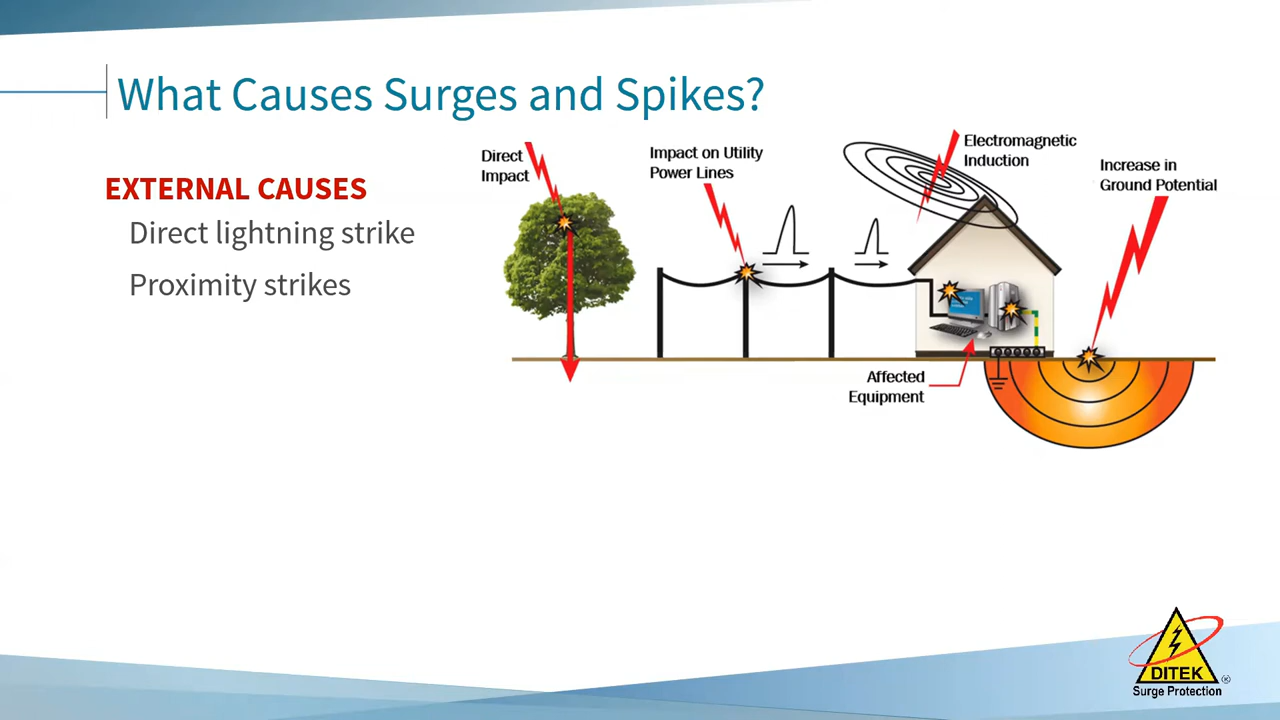 What Causes Surges and Spikes?
EXTERNAL CAUSES
Direct lightning strike
Proximity strikes
Direct
Impact
Impact on Utility
Power Lines
Electromagnetic
Induction
Increase in
Ground Potential
Affected
Equipment
DITEK
®
Surge Protection